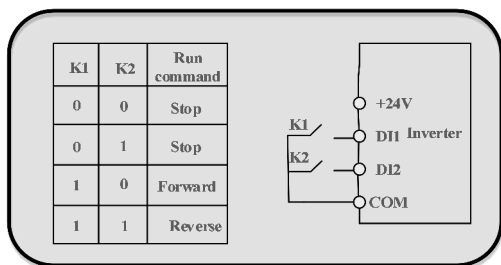 K1 K2 Run command
0 0 Stop
0 1 Stop
1 0 Forward
1 1 Reverse
+24V
K1
DI1 Inverter
K2
DI2
COM